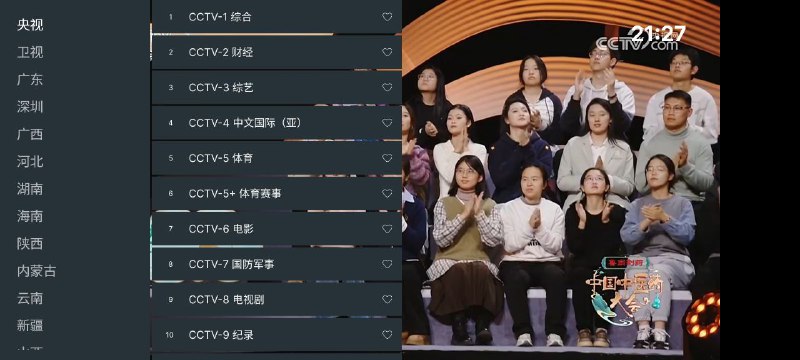 央视
卫视
广东
深圳
广西
河北
湖南
海南
陕西
内蒙古
云南
新疆
1 CCTV-1 综合
2 CCTV-2 财经
3 CCTV-3 综艺
4 CCTV-4 中文国际（亚）
5 CCTV-5 体育
6 CCTV-5+ 体育赛事
7 CCTV-6 电影
8 CCTV-7 国防军事
9 CCTV-8 电视剧
10 CCTV-9 纪录
21:27
CCTV.com
中国中医药
大会